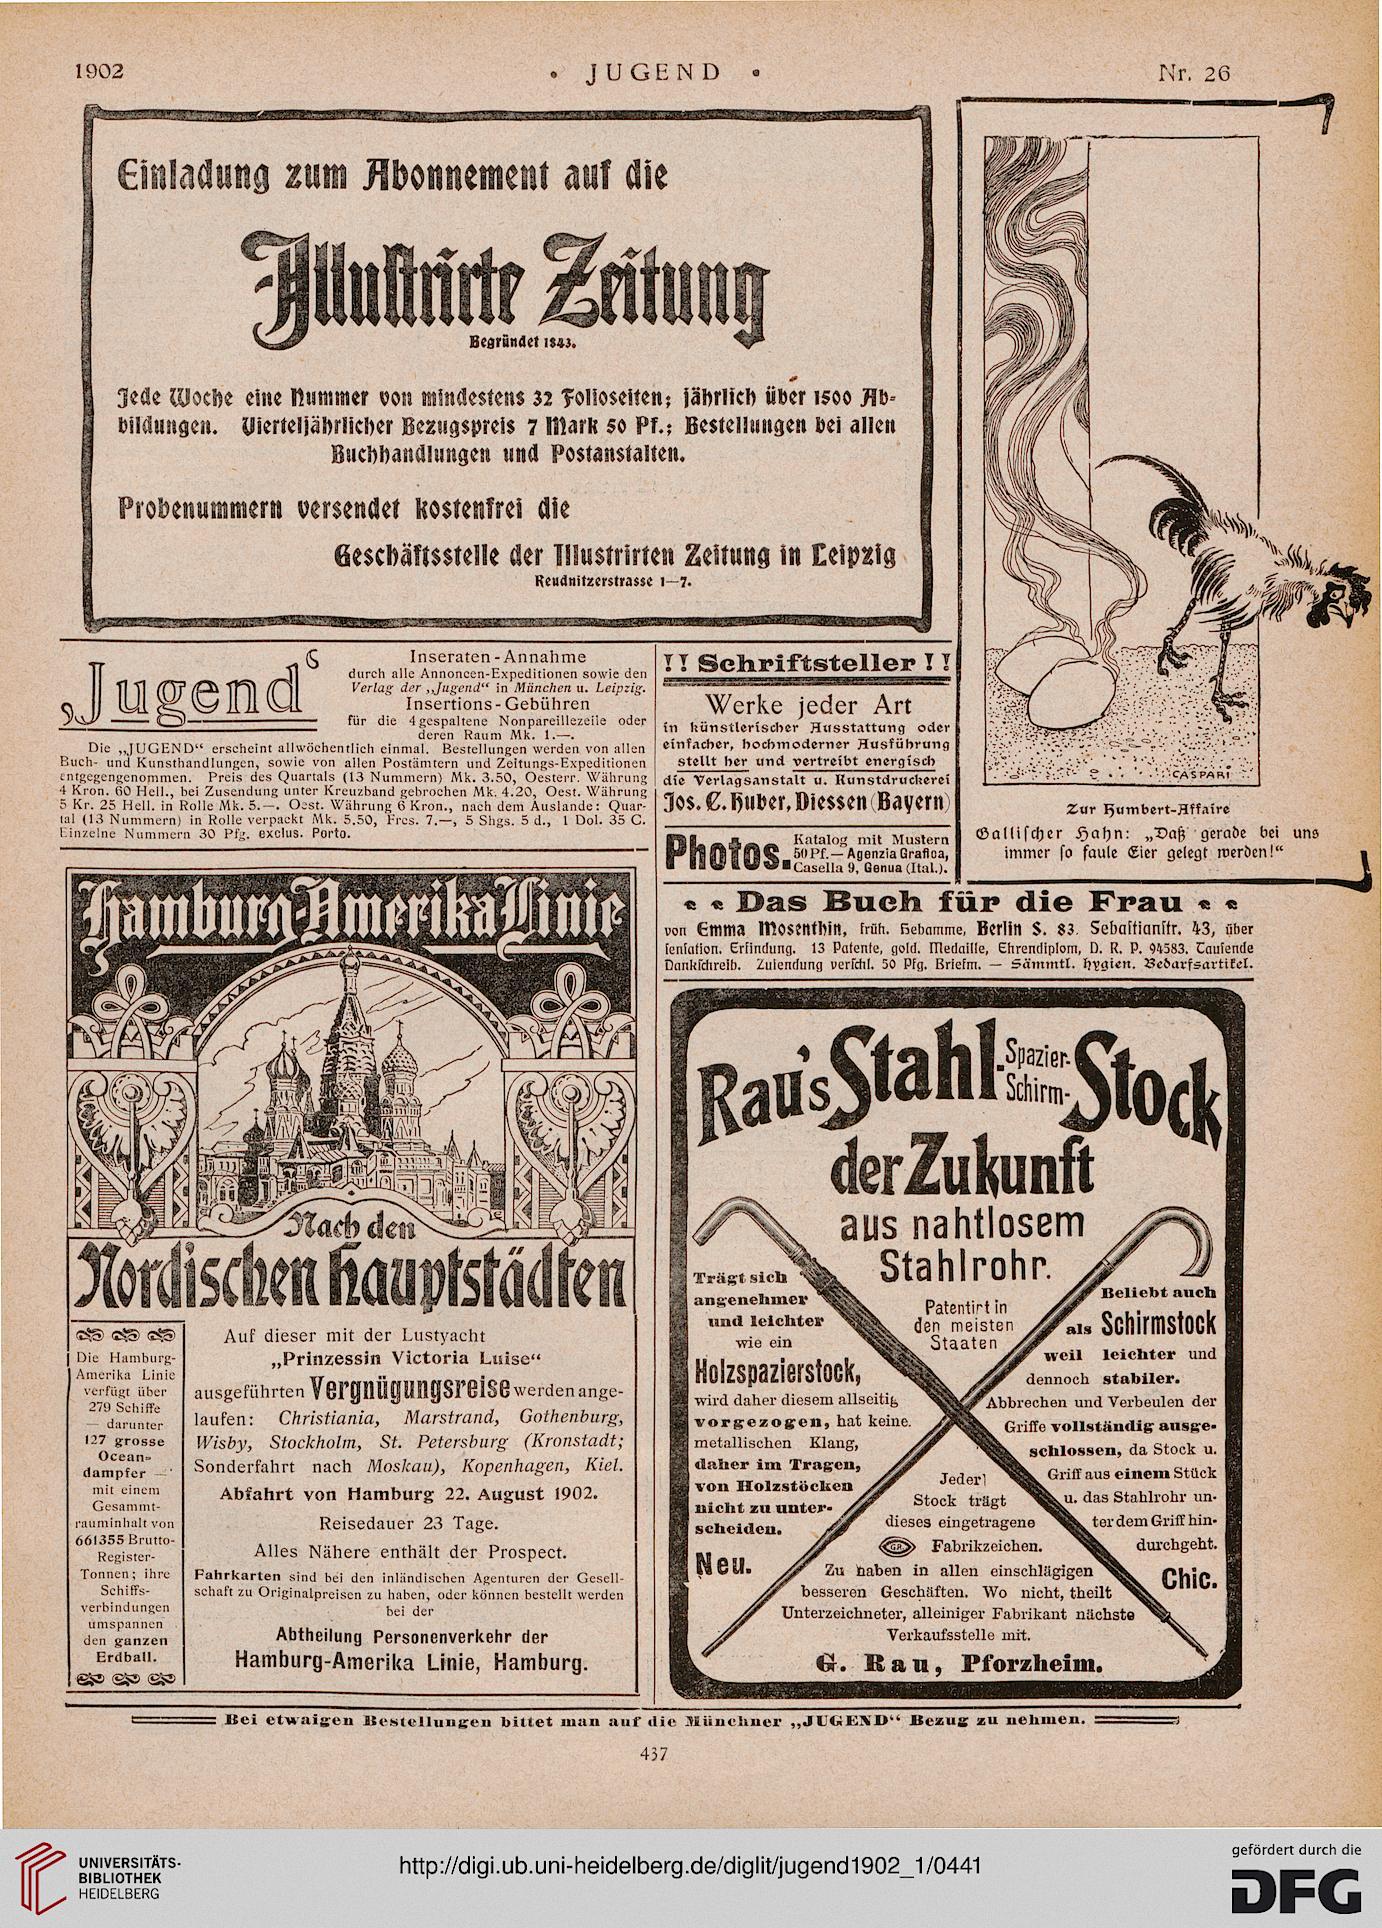 1902
• JUGEND •
Nr. 26
Einladung zum Abonnement auf die
Illustrirte Zeitung
Begründet 1843.
Jede Woche eine Nummer von mindestens 32 Folioseiten; jährlich über 1500 Ab-
bildungen. Vierteljährlicher Bezugspreis 7 Mark 50 Pf.; Bestellungen bei allen
Buchhandlungen und Postanstalten.
Probenummern versendet kostenfrei die
Geschäftsstelle der Illustrirten Zeitung in Leipzig
Reudnitzerstrasse 1—7.
CASPARI
Zur Humbert-Affaire
Gallischer Hahn: „Daß gerade bei uns
immer so faule Eier gelegt werden!“
‚Jugend‘
Inseraten-Annahme
durch alle Annoncen-Expeditionen sowie den
Verlag der „Jugend“ in München u. Leipzig.
Insertions-Gebühren
für die 4gespaltene Nonpareillezeile oder
deren Raum Mk. 1.—.
Die „JUGEND“ erscheint allwöchentlich einmal. Bestellungen werden von allen
Buch- und Kunsthandlungen, sowie von allen Postämtern und Zeitungs-Expeditionen
entgegengenommen. Preis des Quartals (13 Nummern) Mk. 3.50, Oesterr. Währung
4 Kron. 60 Hell., bei Zusendung unter Kreuzband gebrochen Mk. 4.20, Oest. Währung
5 Kr. 25 Hell. in Rolle Mk. 5.—. Oest. Währung 6 Kron., nach dem Auslande: Quar-
tal (13 Nummern) in Rolle verpackt Mk. 5.50, Frcs. 7.—, 5 Shgs. 5 d., 1 Dol. 35 C.
Einzelne Nummern 30 Pfg. exclus. Porto.
!! Schriftsteller !!
Werke jeder Art
in künstlerischer Ausstattung oder
einfacher, hochmoderner Ausführung
stellt her und vertreibt energisch
die Verlagsanstalt u. Kunstdruckerei
Jos. C. Huber, Diessen (Bayern)
Photos.
Katalog mit Mustern
50 Pf. — Agenzia Grafica,
Casella 9, Genua (Ital.).
Das Buch für die Frau
von Emma Mosenthin, früh. Hebamme, Berlin S. 83. Sebastianstr. 43, über
sensation. Erfindung. 13 Patente, gold. Medaille, Ehrendiplom, D. R. P. 94583. Tausende
Dankschreib. Zusendung verschl. 50 Pfg. Briefm. — Sämmtl. hygien. Bedarfsartikel.
Hamburg-Amerika Linie
Nach den
Nordischen Hauptstädten
Die Hamburg-
Amerika Linie
verfügt über
279 Schiffe
— darunter
127 grosse
Ocean-
dampfer —
mit einem
Gesammt-
rauminhalt von
661355 Brutto-
Register-
Tonnen; ihre
Schiffs-
verbindungen
umspannen
den ganzen
Erdball.
Auf dieser mit der Lustyacht
„Prinzessin Victoria Luise“
ausgeführten Vergnügungsreise werden ange-
laufen: Christiania, Marstrand, Gothenburg,
Wisby, Stockholm, St. Petersburg (Kronstadt;
Sonderfahrt nach Moskau), Kopenhagen, Kiel.
Abfahrt von Hamburg 22. August 1902.
Reisedauer 23 Tage.
Alles Nähere enthält der Prospect.
Fahrkarten sind bei den inländischen Agenturen der Gesell-
schaft zu Originalpreisen zu haben, oder können bestellt werden
bei der
Abtheilung Personenverkehr der
Hamburg-Amerika Linie, Hamburg.
Rau's Stahl-Spazier-Schirm-Stock
der Zukunft
aus nahtlosem
Stahlrohr.
Trägt sich
angenehmer
und leichter
wie ein
Holzspazierstock,
wird daher diesem allseitig
vorgezogen, hat keine
metallischen Klang,
daher im Tragen,
von Holzstöcken
nicht zu unter-
scheiden.
Neu.
Patentirt in
den meisten
Staaten
Beliebt auch
als Schirmstock
weil leichter und
dennoch stabiler.
Abbrechen und Verbeulen der
Griffe vollständig ausge-
schlossen, da Stock u.
Griff aus einem Stück
u. das Stahlrohr un-
ter dem Griff hin-
durchgeht.
Chic.
Jeder
Stock trägt
dieses eingetragene
GR. Fabrikzeichen.
Zu haben in allen einschlägigen
besseren Geschäften. Wo nicht, theilt
Unterzeichneter, alleiniger Fabrikant nächste
Verkaufsstelle mit.
G. Rau, Pforzheim.
Bei etwaigen Bestellungen bittet man auf die Münchner „JUGEND“ Bezug zu nehmen.
437
UNIVERSITÄTS-
BIBLIOTHEK
HEIDELBERG
http://digi.ub.uni-heidelberg.de/diglit/jugend1902_1/0441
gefördert durch die
DFG